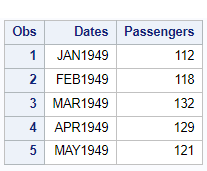 Obs Dates Passengers
1 JAN1949 112
2 FEB1949 118
3 MAR1949 132
4 APR1949 129
5 MAY1949 121